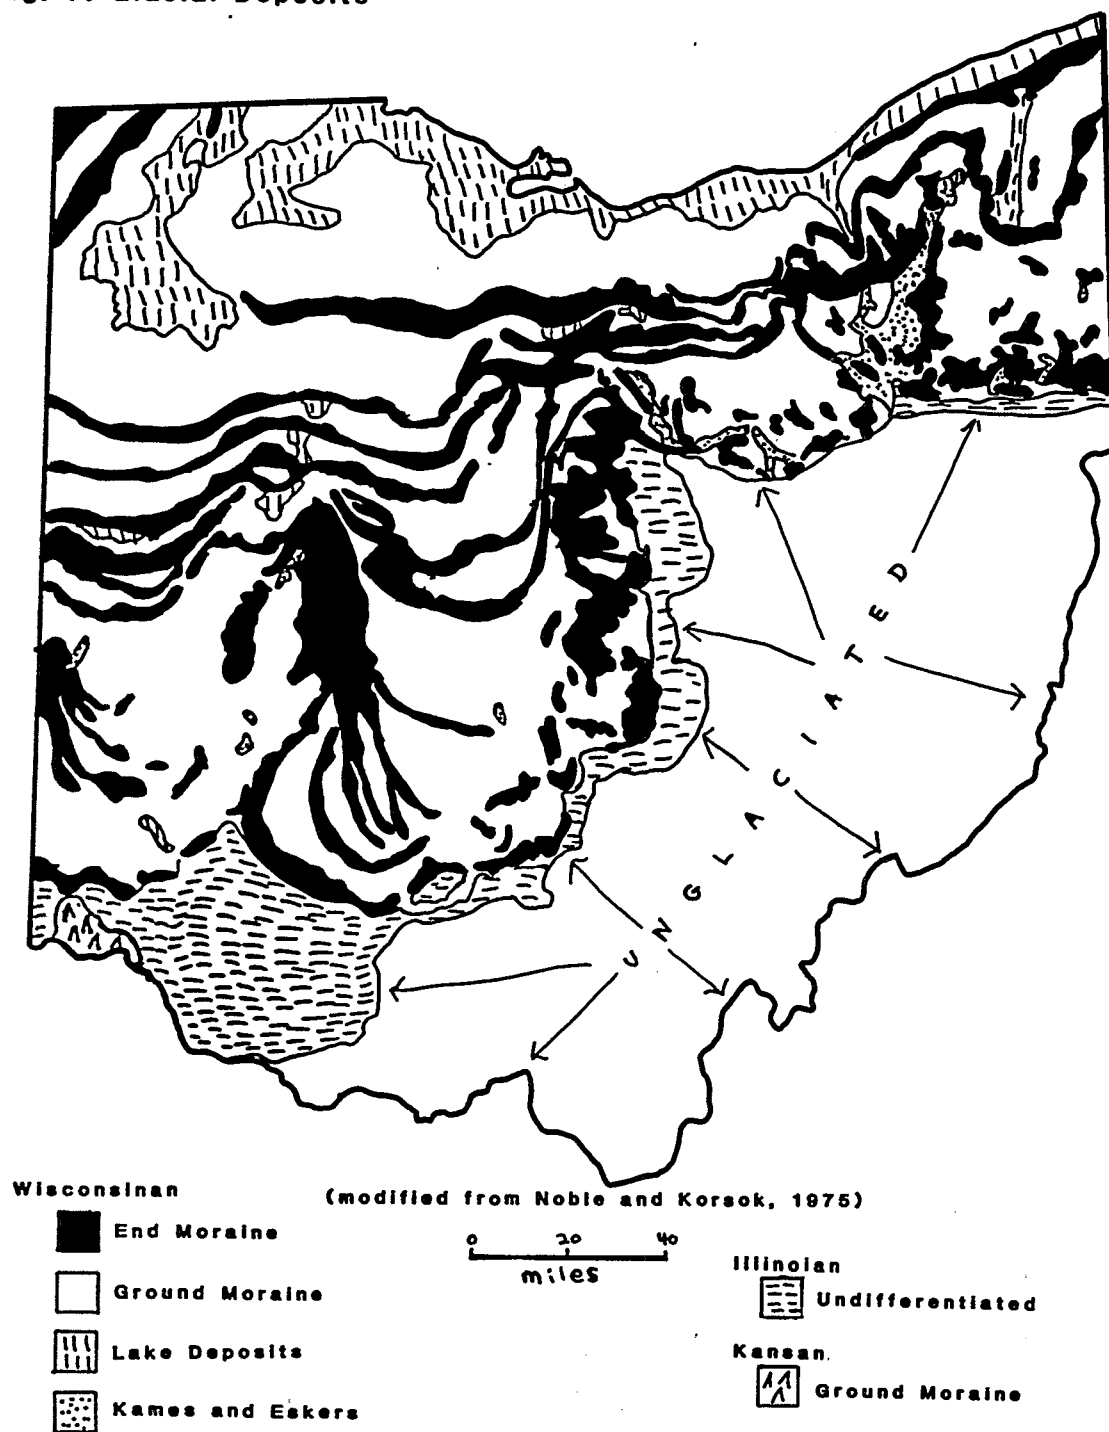 Deposits
UNGLACIATED
Wisconsinan
(modified from Noble and Korsok, 1975)
End Moraine
0 20 40
miles
Ground Moraine
Illinoian
Undifferentiated
Lake Deposits
Kansan
Ground Moraine
Kames and Eskers